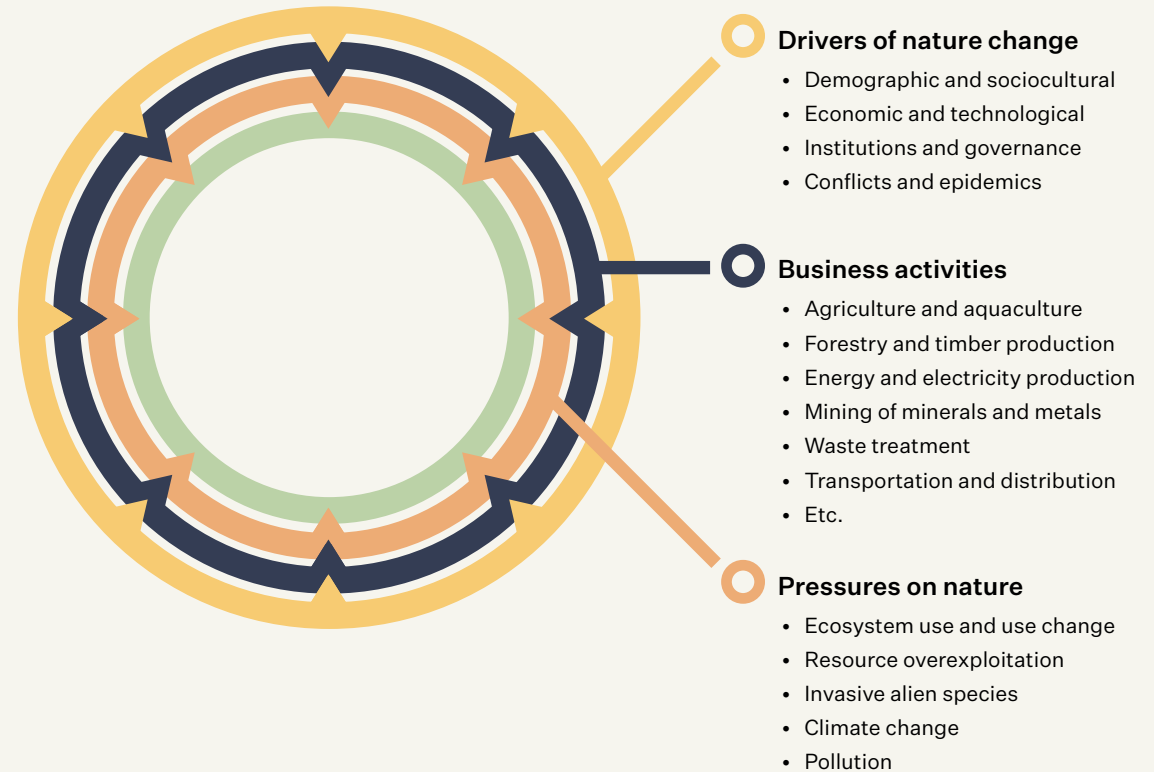 Drivers of nature change
• Demographic and sociocultural
• Economic and technological
• Institutions and governance
• Conflicts and epidemics
Business activities
• Agriculture and aquaculture
• Forestry and timber production
• Energy and electricity production
• Mining of minerals and metals
• Waste treatment
• Transportation and distribution
• Etc.
Pressures on nature
• Ecosystem use and use change
• Resource overexploitation
• Invasive alien species
• Climate change
• Pollution